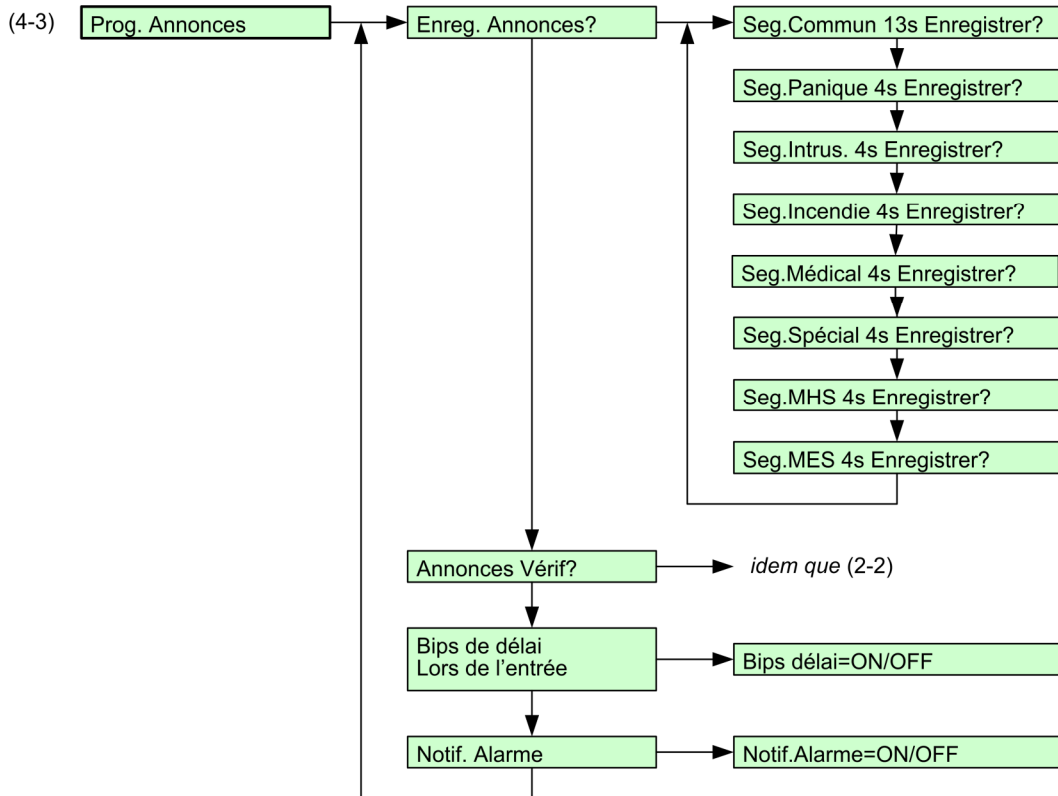 (4-3)
Prog. Annonces
Enreg. Annonces?
Seg.Commun 13s Enregistrer?
Seg.Panique 4s Enregistrer?
Seg.Intrus. 4s Enregistrer?
Seg.Incendie 4s Enregistrer?
Seg.Médical 4s Enregistrer?
Seg.Spécial 4s Enregistrer?
Seg.MHS 4s Enregistrer?
Seg.MES 4s Enregistrer?
Annonces Vérif?
idem que (2-2)
Bips de délai
Lors de l'entrée
Bips délai=ON/OFF
Notif. Alarme
Notif.Alarme=ON/OFF